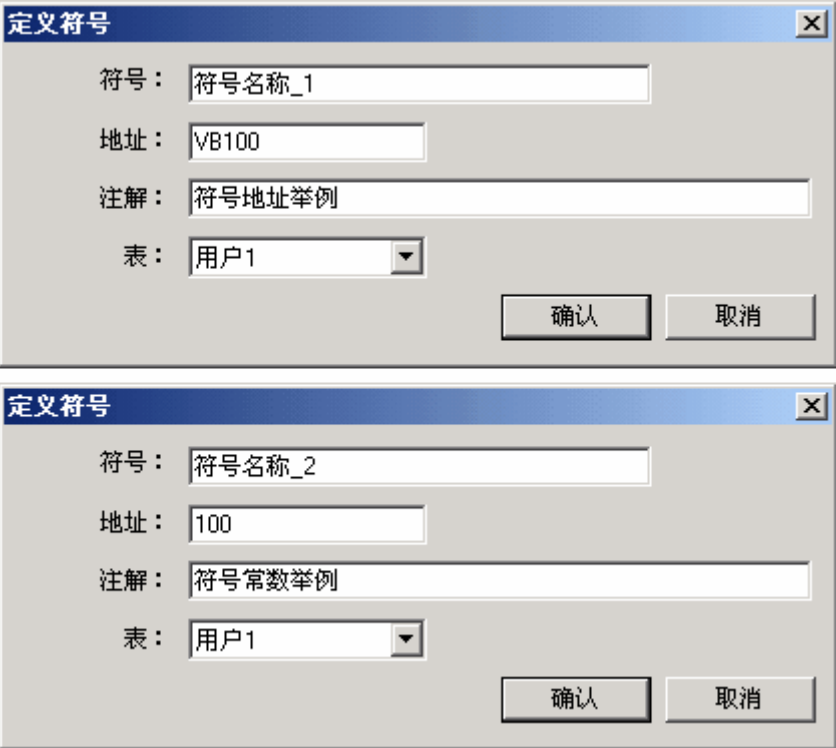 定义符号
符号： 符号名称_1
地址： VB100
注解： 符号地址举例
表： 用户1
确认 取消
定义符号
符号： 符号名称_2
地址： 100
注解： 符号常数举例
表： 用户1
确认 取消